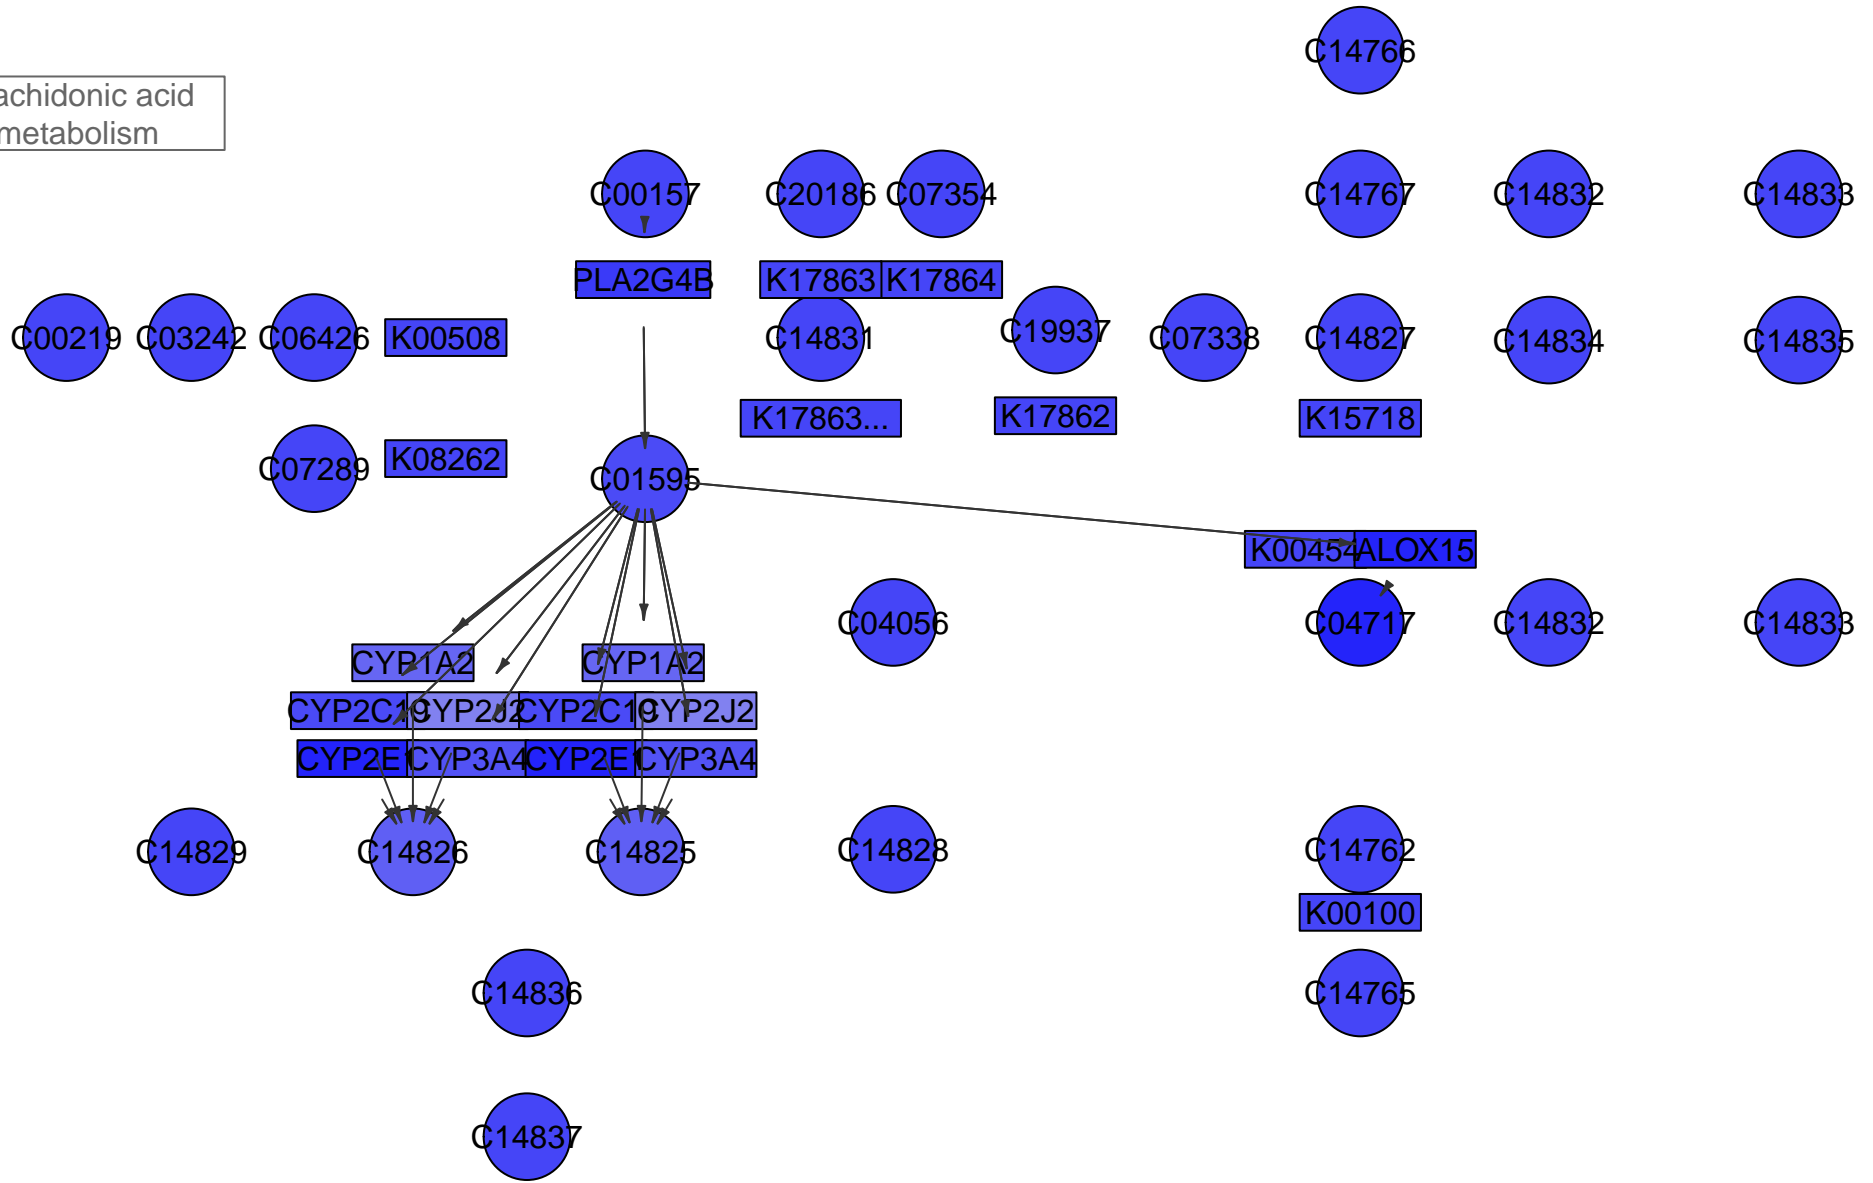 C14766
achidonic acid
metabolism
C00157
C20186
C07354
C14767
C14832
C14833
PLA2G4B
K17863
K17864
C00219
C03242
C06426
K00508
C14831
C19937
C07338
C14827
C14834
C14835
K17863...
K17862
K15718
C07289
K08262
C01595
K00454
ALOX15
C04056
C04717
C14832
C14833
CYP1A2
CYP1A2
CYP2C19
CYP2J2
CYP2C19
CYP2J2
CYP2E1
CYP3A4
CYP2E1
CYP3A4
C14829
C14826
C14825
C14828
C14762
K00100
C14836
C14765
C14837